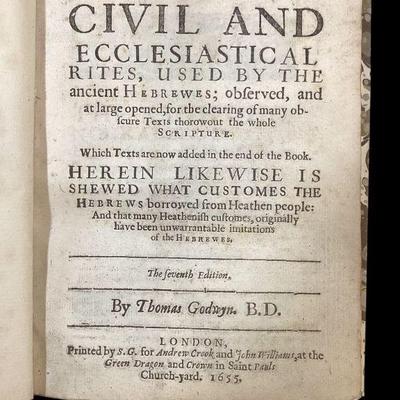 CIVIL AND
ECCLESIASTICAL
RITES, USED BY THE
ancient HEBREWES; obſerved, and
at large opened, for the clearing of many ob-
ſcure Texts thorowout the whole
SCRIPTURE.
Which Texts are now added in the end of the Book.
HEREIN LIKEWISE IS
SHEWED WHAT CUSTOMES THE
HEBREWS borrowed from Heathen people:
And that many Heatheniſh cuſtomes, originally
have been unwarrantable imitations
of the HEBREWES.
The ſeventh Edition.
By Thomas Godwyn. B.D.
LONDON,
Printed by S.G. for Andrew Crook and John Williams, at the
Green Dragon and Crown in Saint Pauls
Church-yard. 1655.